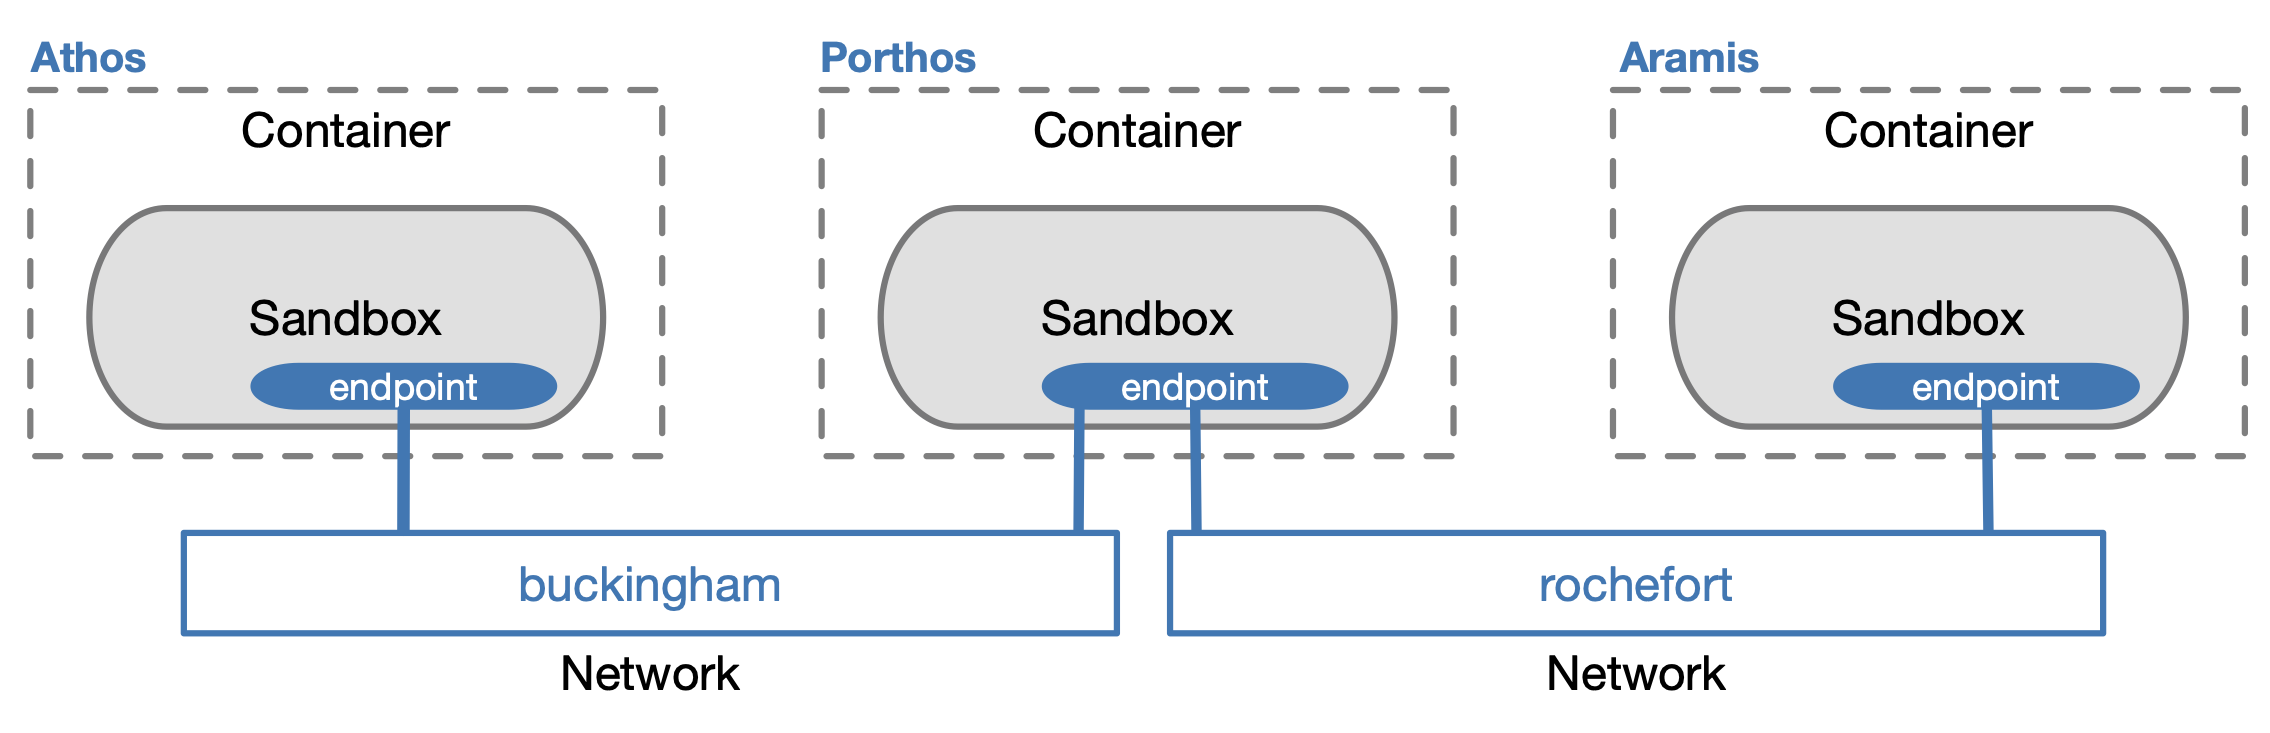 Athos
Porthos
Aramis
Container
Container
Container
Sandbox
Sandbox
Sandbox
endpoint
endpoint
endpoint
buckingham
rochefort
Network
Network